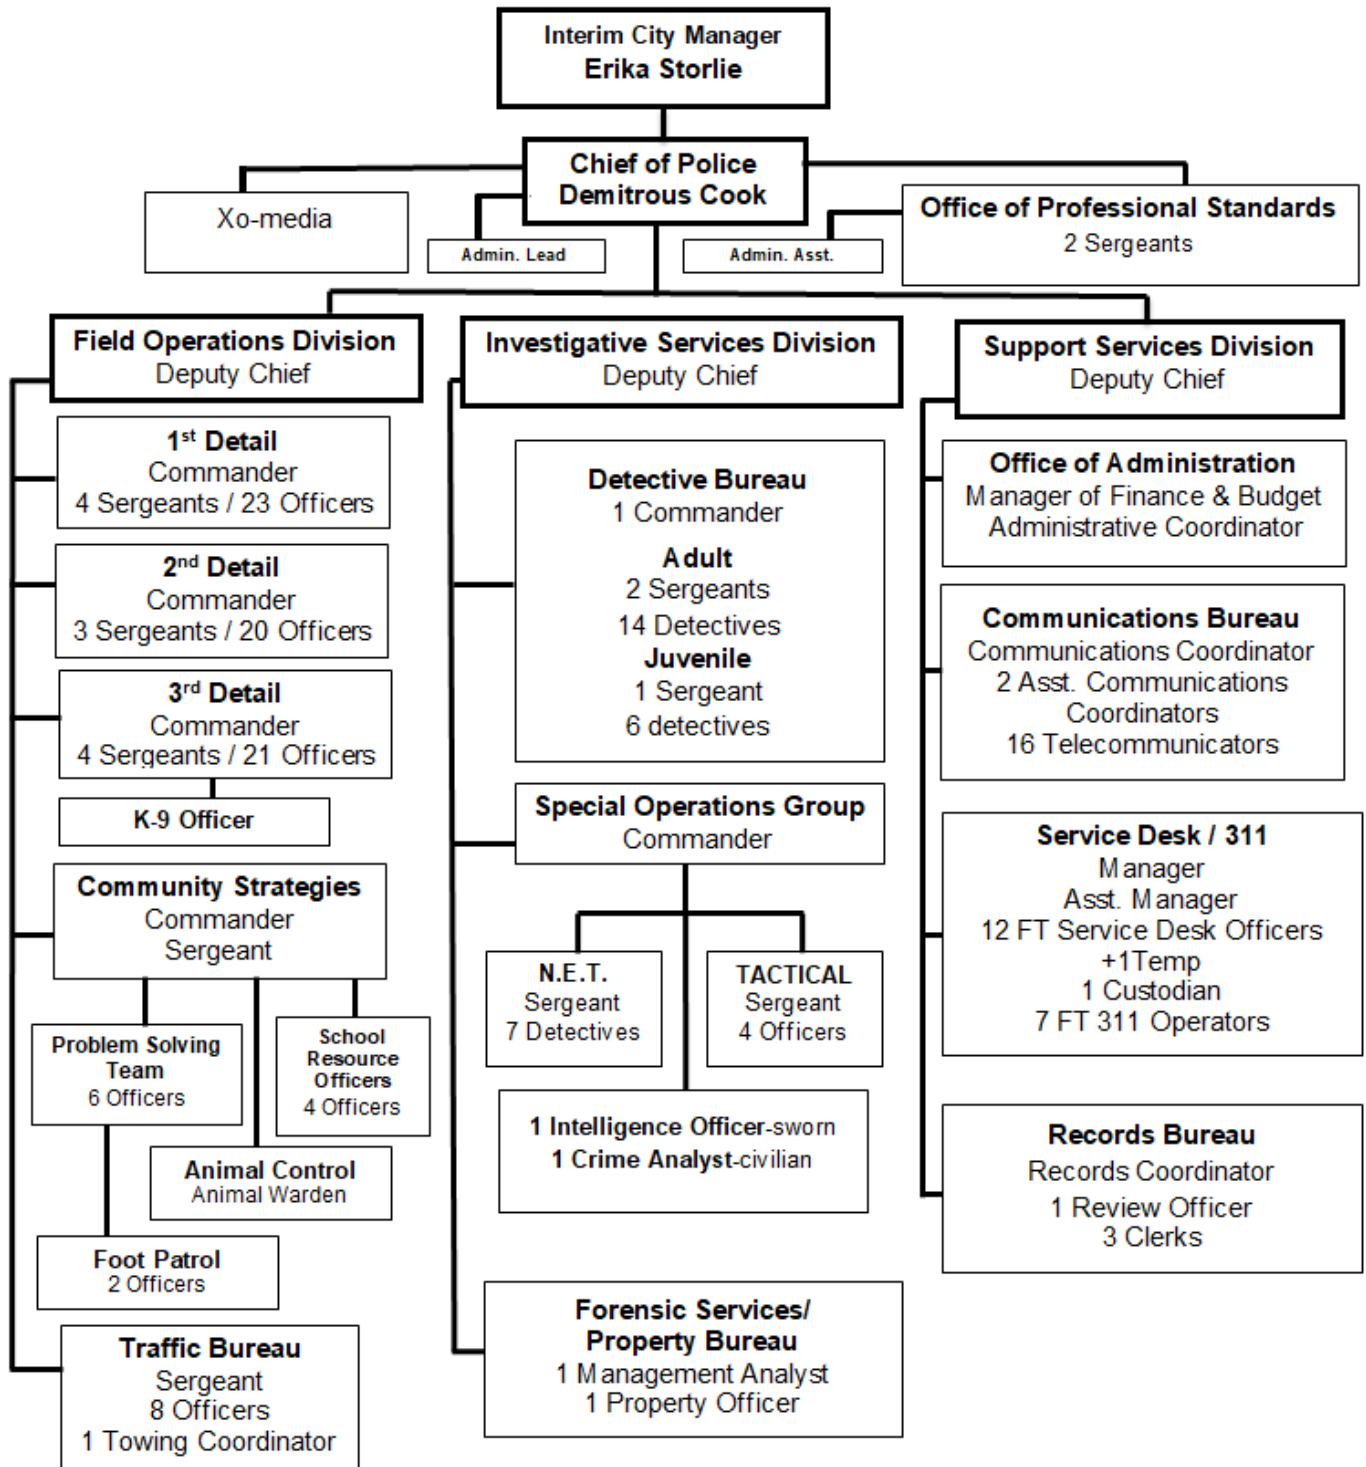 Interim City Manager
Erika Storlie
Chief of Police
Demitrous Cook
Xo-media
Admin. Lead
Admin. Asst.
Office of Professional Standards
2 Sergeants
Field Operations Division
Deputy Chief
1st Detail
Commander
4 Sergeants / 23 Officers
2nd Detail
Commander
3 Sergeants / 20 Officers
3rd Detail
Commander
4 Sergeants / 21 Officers
K-9 Officer
Community Strategies
Commander
Sergeant
Problem Solving
Team
6 Officers
School
Resource
Officers
4 Officers
Animal Control
Animal Warden
Foot Patrol
2 Officers
Traffic Bureau
Sergeant
8 Officers
1 Towing Coordinator
Investigative Services Division
Deputy Chief
Detective Bureau
1 Commander
Adult
2 Sergeants
14 Detectives
Juvenile
1 Sergeant
6 detectives
Special Operations Group
Commander
N.E.T.
Sergeant
7 Detectives
TACTICAL
Sergeant
4 Officers
1 Intelligence Officer-sworn
1 Crime Analyst-civilian
Forensic Services/
Property Bureau
1 Management Analyst
1 Property Officer
Support Services Division
Deputy Chief
Office of Administration
Manager of Finance & Budget
Administrative Coordinator
Communications Bureau
Communications Coordinator
2 Asst. Communications
Coordinators
16 Telecommunicators
Service Desk / 311
Manager
Asst. Manager
12 FT Service Desk Officers
+1Temp
1 Custodian
7 FT 311 Operators
Records Bureau
Records Coordinator
1 Review Officer
3 Clerks